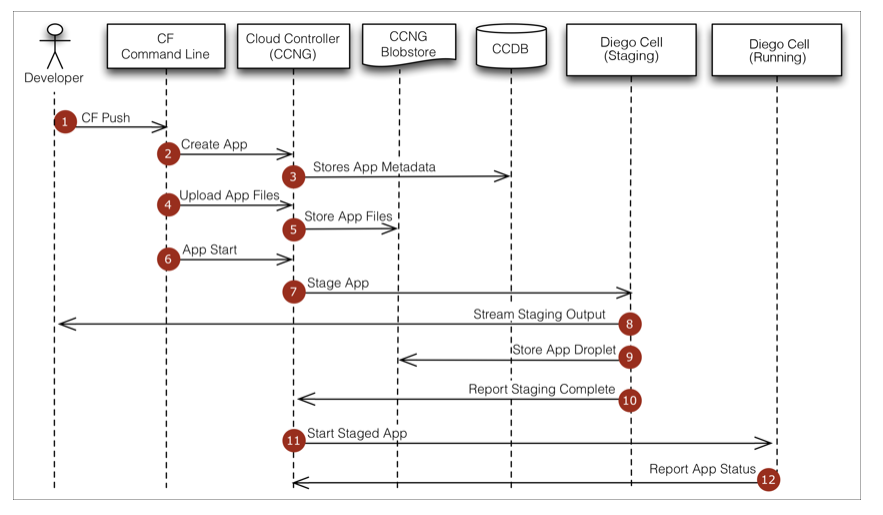 Developer
CF
Command Line
Cloud Controller
(CCNG)
CCNG
Blobstore
CCDB
Diego Cell
(Staging)
Diego Cell
(Running)
1 CF Push
2 Create App
3 Stores App Metadata
4 Upload App Files
5 Store App Files
6 App Start
7 Stage App
Stream Staging Output 8
Store App Droplet 9
Report Staging Complete 10
11 Start Staged App
Report App Status 12